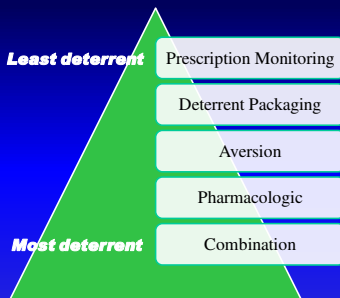 Least deterrent
Prescription Monitoring
Deterrent Packaging
Aversion
Pharmacologic
Most deterrent
Combination